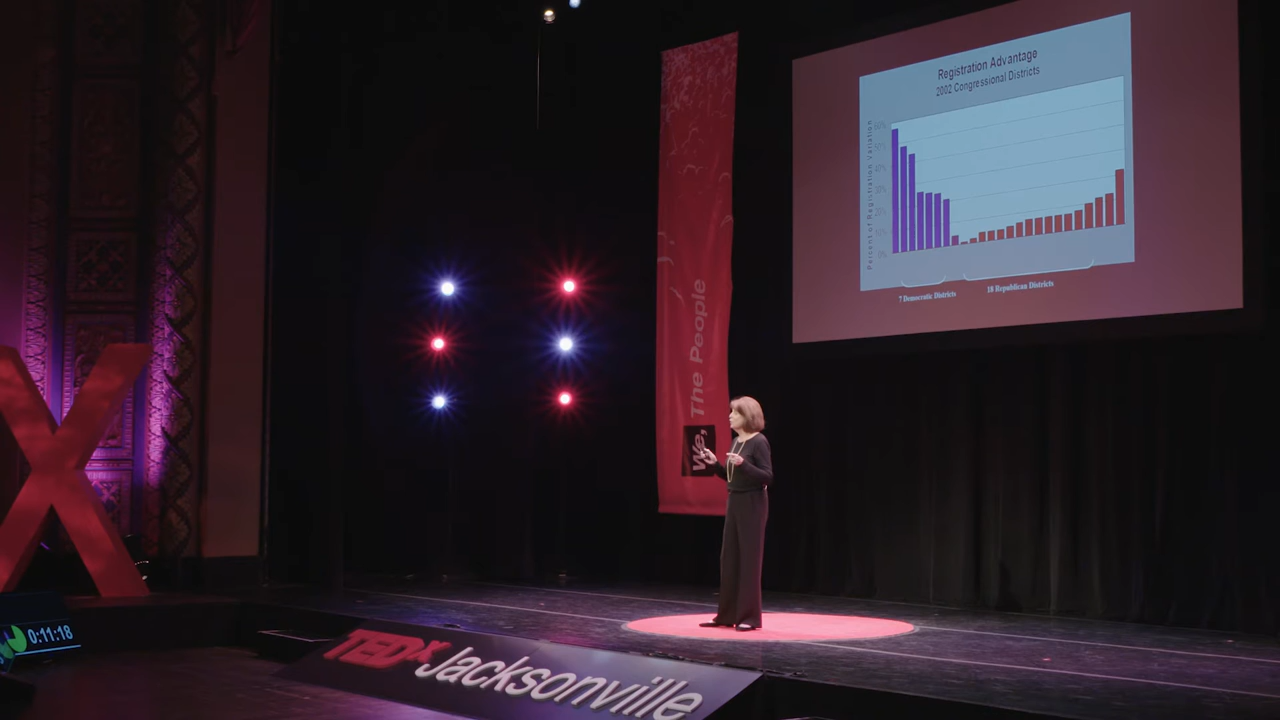 Registration Advantage
2002 Congressional Districts
Percent of Registration Variation
7 Democratic Districts
18 Republican Districts
We, The People
X
0:11:18
TEDx Jacksonville